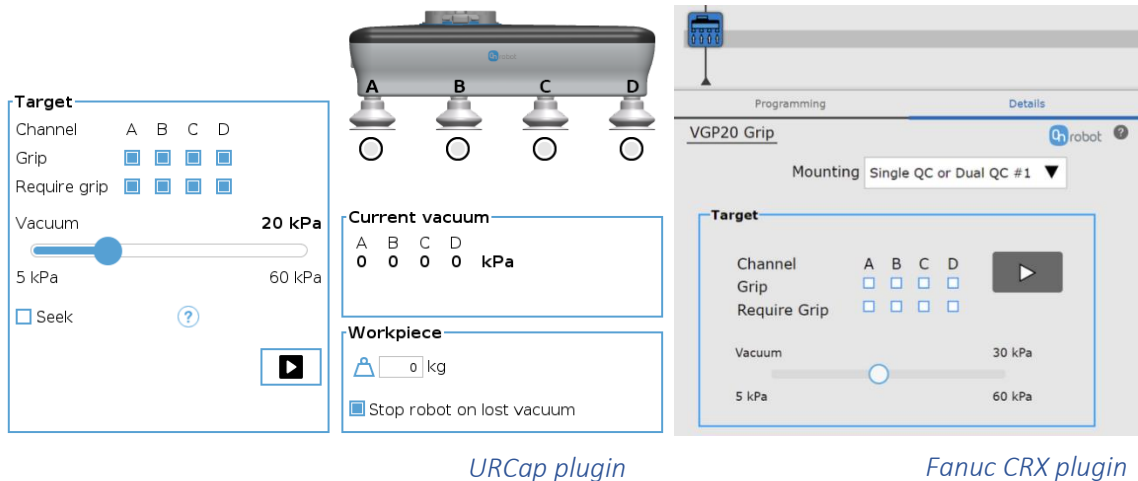 Target
Channel A B C D
Grip
Require grip
Vacuum 20 kPa
5 kPa 60 kPa
Seek ?
OnRobot
A B C D
Current vacuum
A B C D
0 0 0 0 kPa
Workpiece
0 kg
Stop robot on lost vacuum
URCap plugin
Programming Details
VGP20 Grip
OnRobot ?
Mounting Single QC or Dual QC #1
Target
Channel A B C D
Grip
Require Grip
Vacuum 30 kPa
5 kPa 60 kPa
Fanuc CRX plugin